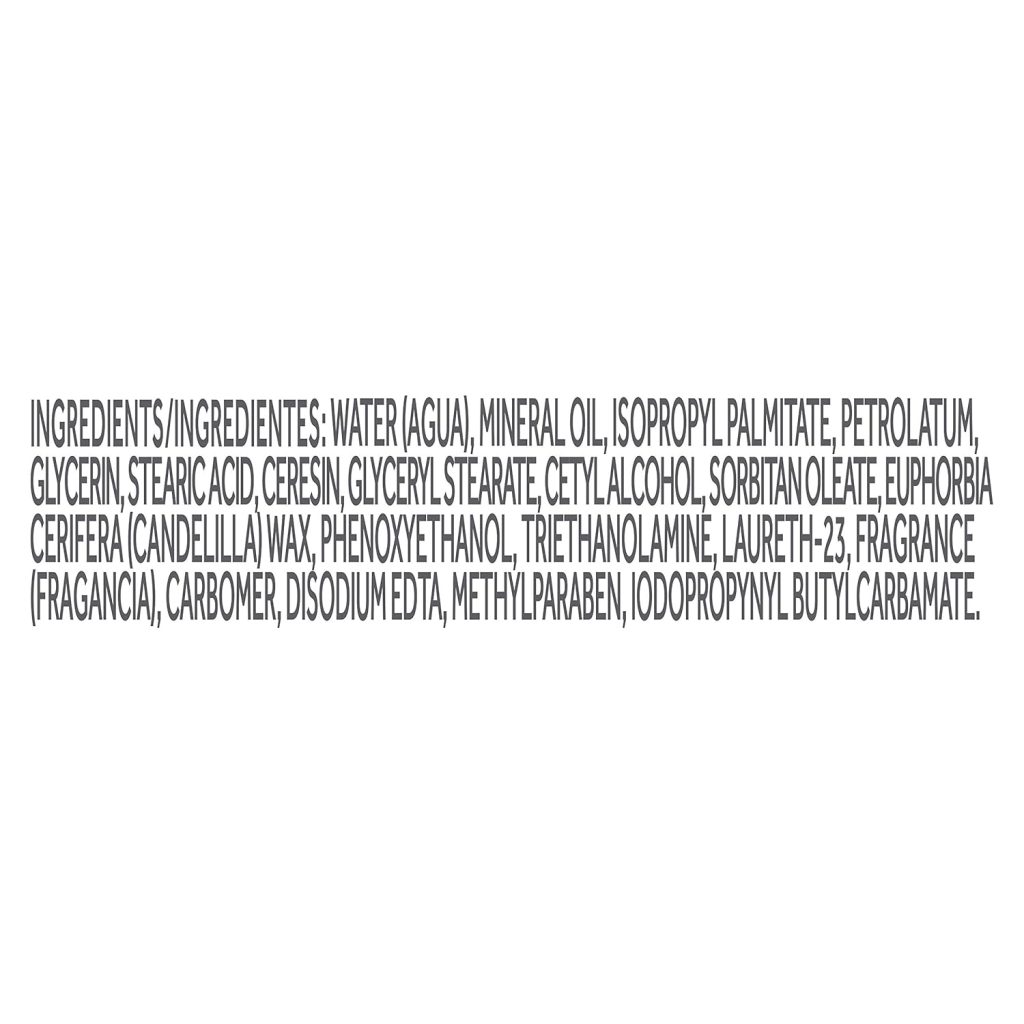 INGREDIENTS/INGREDIENTES: WATER (AGUA), MINERAL OIL, ISOPROPYL PALMITATE, PETROLATUM,
GLYCERIN, STEARIC ACID, CERESIN, GLYCERYL STEARATE, CETYL ALCOHOL, SORBITAN OLEATE, EUPHORBIA
CERIFERA (CANDELILLA) WAX, PHENOXYETHANOL, TRIETHANOLAMINE, LAURETH-23, FRAGRANCE
(FRAGANCIA), CARBOMER, DISODIUM EDTA, METHYLPARABEN, IODOPROPYNYL BUTYLCARBAMATE.